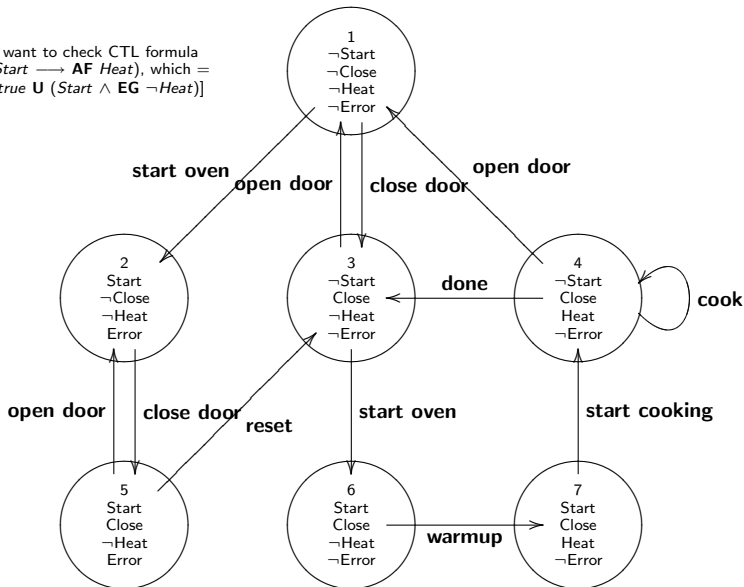 want to check CTL formula
Start ⟶ AF Heat), which =
true U (Start ∧ EG ¬Heat)]
1
¬Start
¬Close
¬Heat
¬Error
start oven
open door
close door
open door
2
Start
¬Close
¬Heat
Error
3
¬Start
Close
¬Heat
¬Error
done
4
¬Start
Close
Heat
¬Error
cook
open door
close door
reset
start oven
start cooking
5
Start
Close
¬Heat
Error
6
Start
Close
¬Heat
¬Error
warmup
7
Start
Close
Heat
¬Error